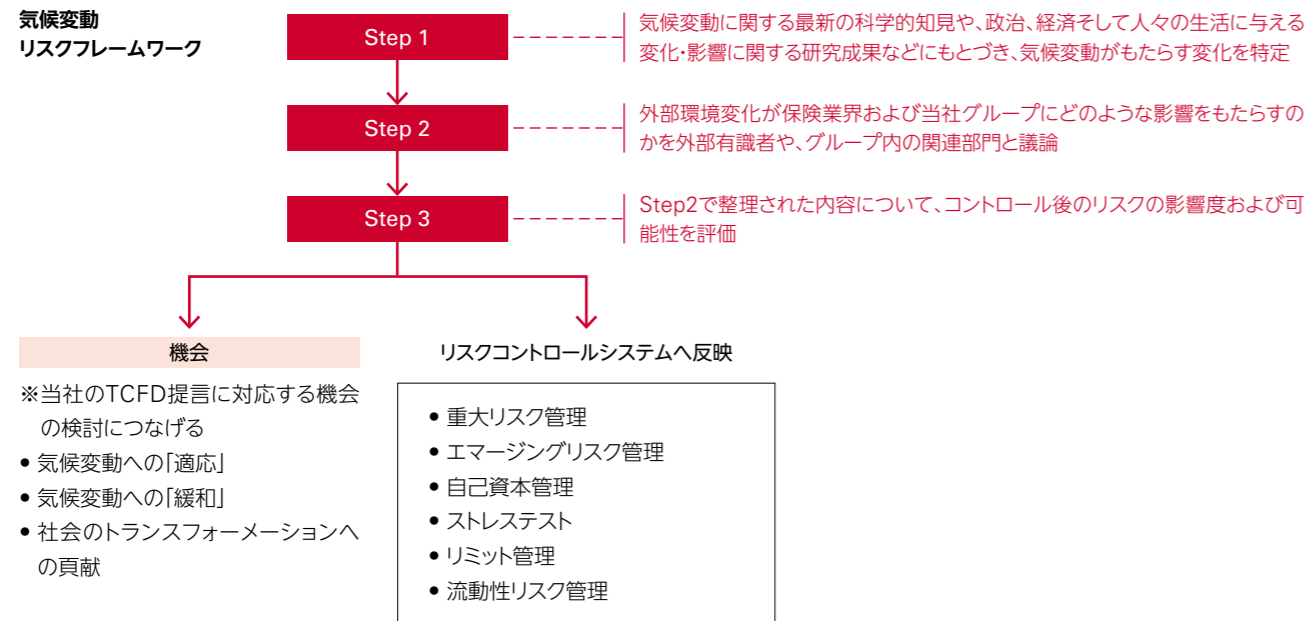 気候変動
リスクフレームワーク
Step 1
気候変動に関する最新の科学的知見や、政治、経済そして人々の生活に与える
変化・影響に関する研究成果などにもとづき、気候変動がもたらす変化を特定
Step 2
外部環境変化が保険業界および当社グループにどのような影響をもたらすの
かを外部有識者や、グループ内の関連部門と議論
Step 3
Step2で整理された内容について、コントロール後のリスクの影響度および可
能性を評価
機会
※当社のTCFD提言に対応する機会
の検討につなげる
● 気候変動への「適応」
● 気候変動への「緩和」
● 社会のトランスフォーメーションへ
の貢献
リスクコントロールシステムへ反映
● 重大リスク管理
● エマージングリスク管理
● 自己資本管理
● ストレステスト
● リミット管理
● 流動性リスク管理